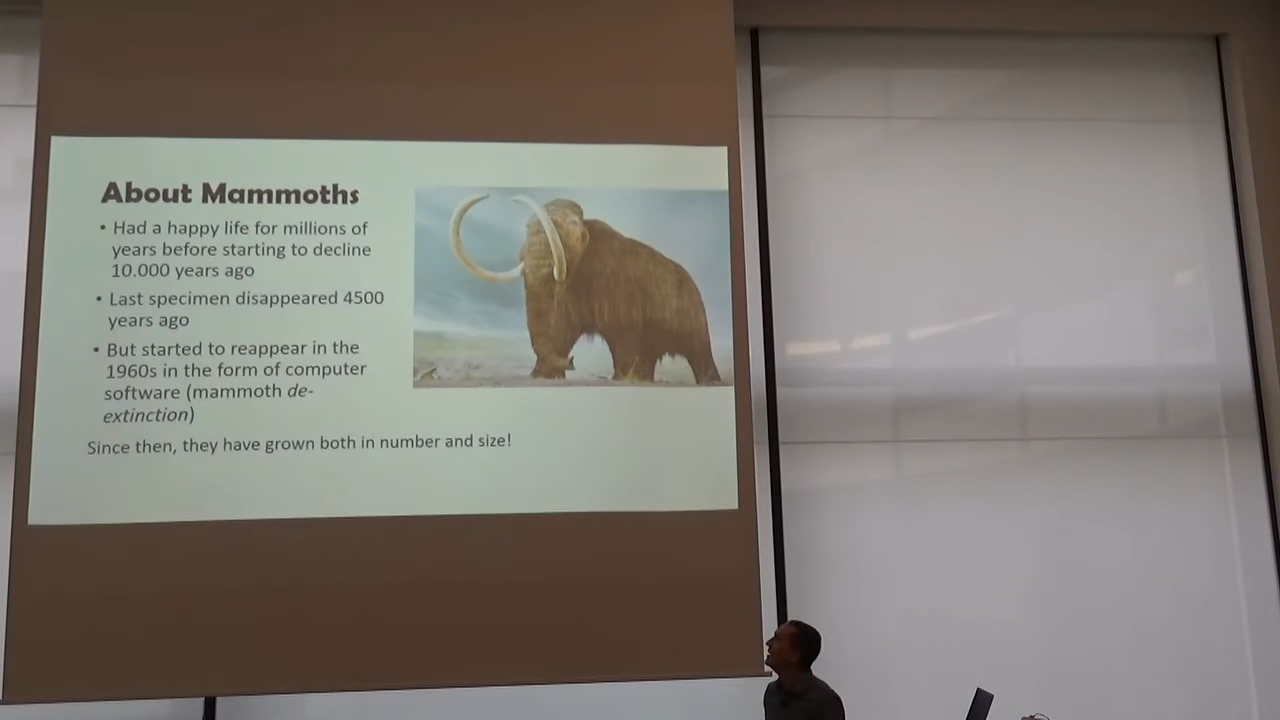 About Mammoths
• Had a happy life for millions of
years before starting to decline
10.000 years ago
• Last specimen disappeared 4500
years ago
• But started to reappear in the
1960s in the form of computer
software (mammoth de-
extinction)
Since then, they have grown both in number and size!